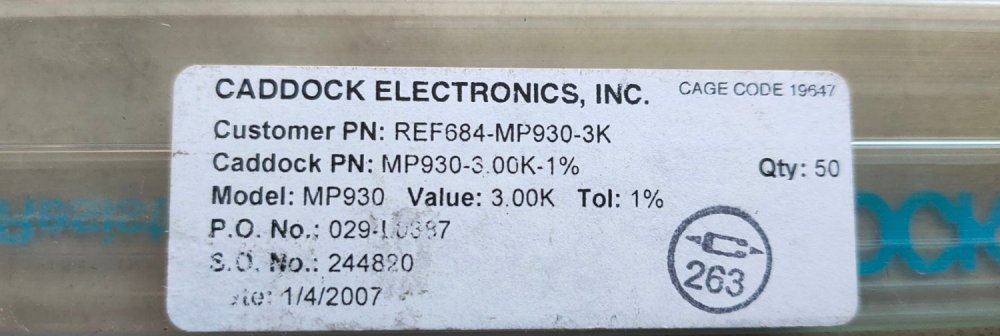 CADDOCK ELECTRONICS, INC. CAGE CODE 19647
Customer PN: REF684-MP930-3K
Caddock PN: MP930-3.00K-1% Qty: 50
Model: MP930 Value: 3.00K Tol: 1%
P.O. No.:
S.O. No.: 244820
1/4/2007
263